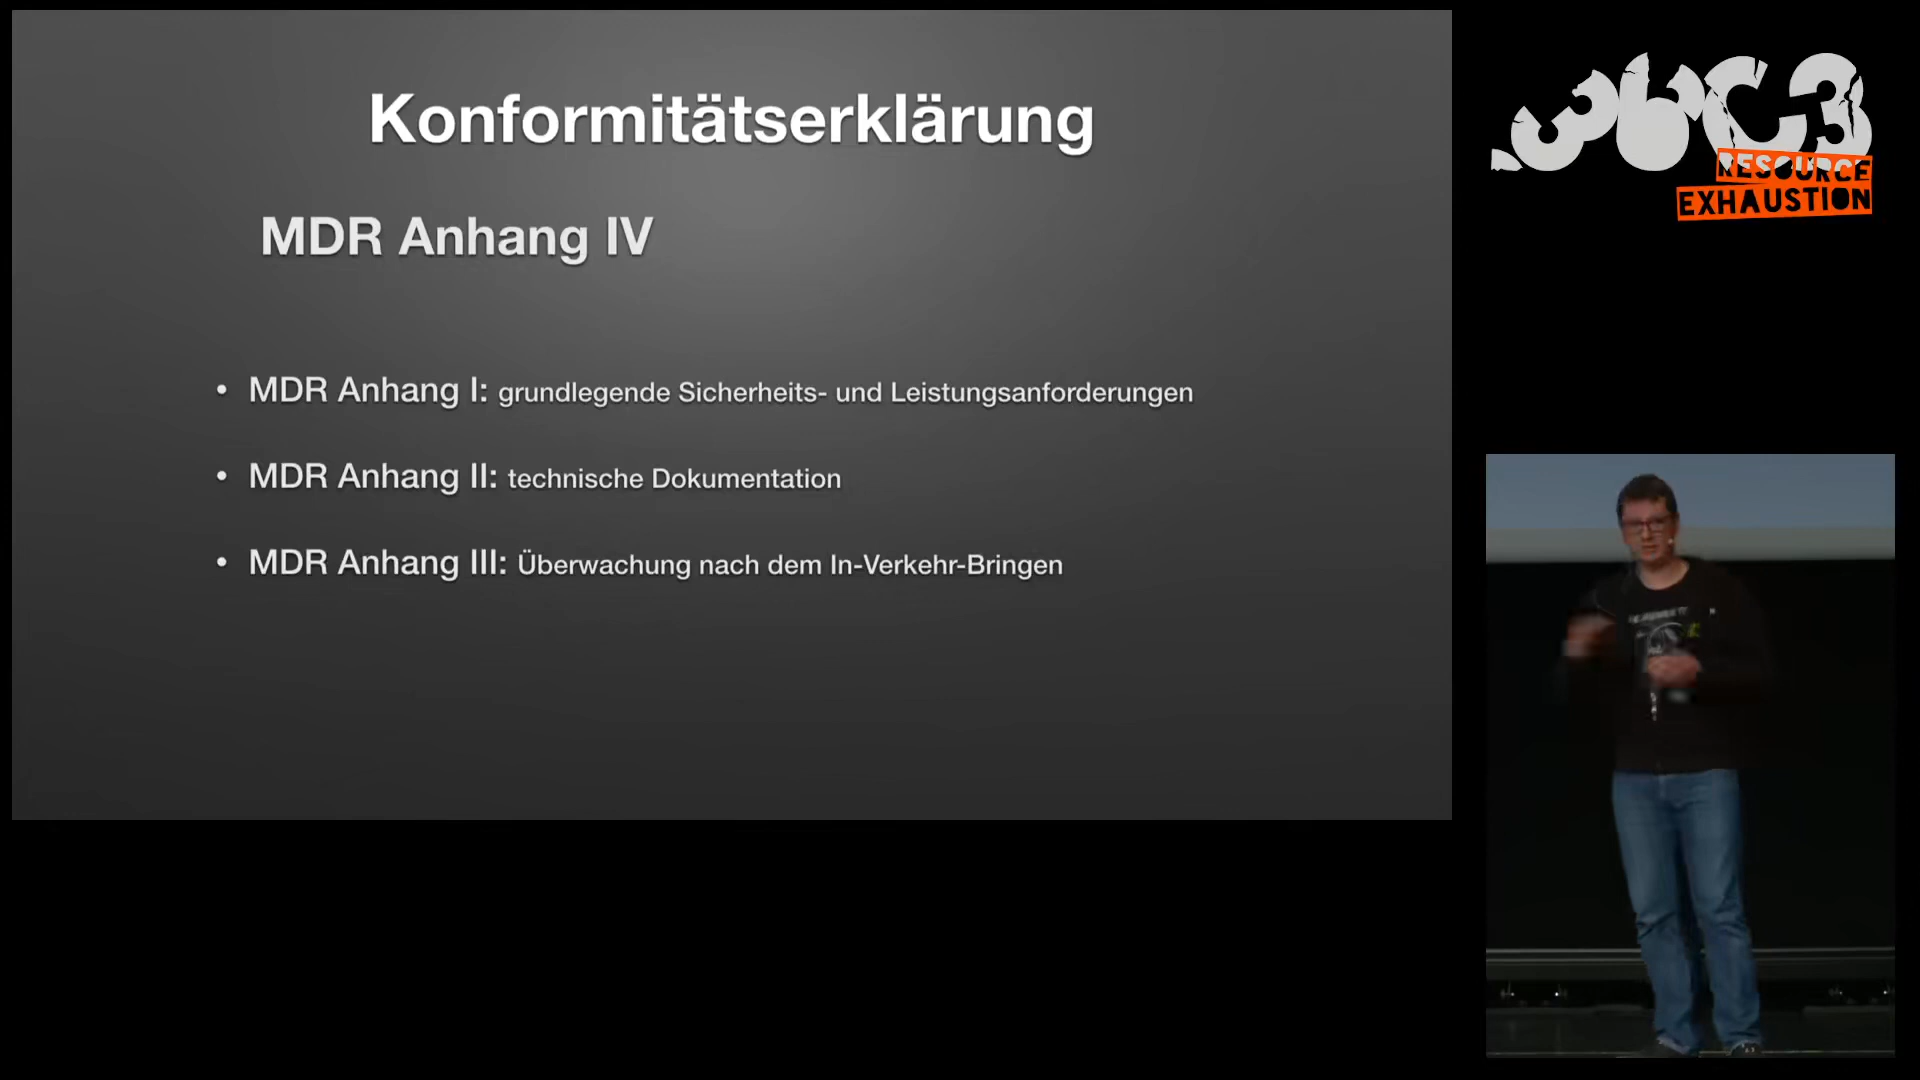 Konformitätserklärung
MDR Anhang IV
• MDR Anhang I: grundlegende Sicherheits- und Leistungsanforderungen
• MDR Anhang II: technische Dokumentation
• MDR Anhang III: Überwachung nach dem In-Verkehr-Bringen
36C3
RESOURCE
EXHAUSTION